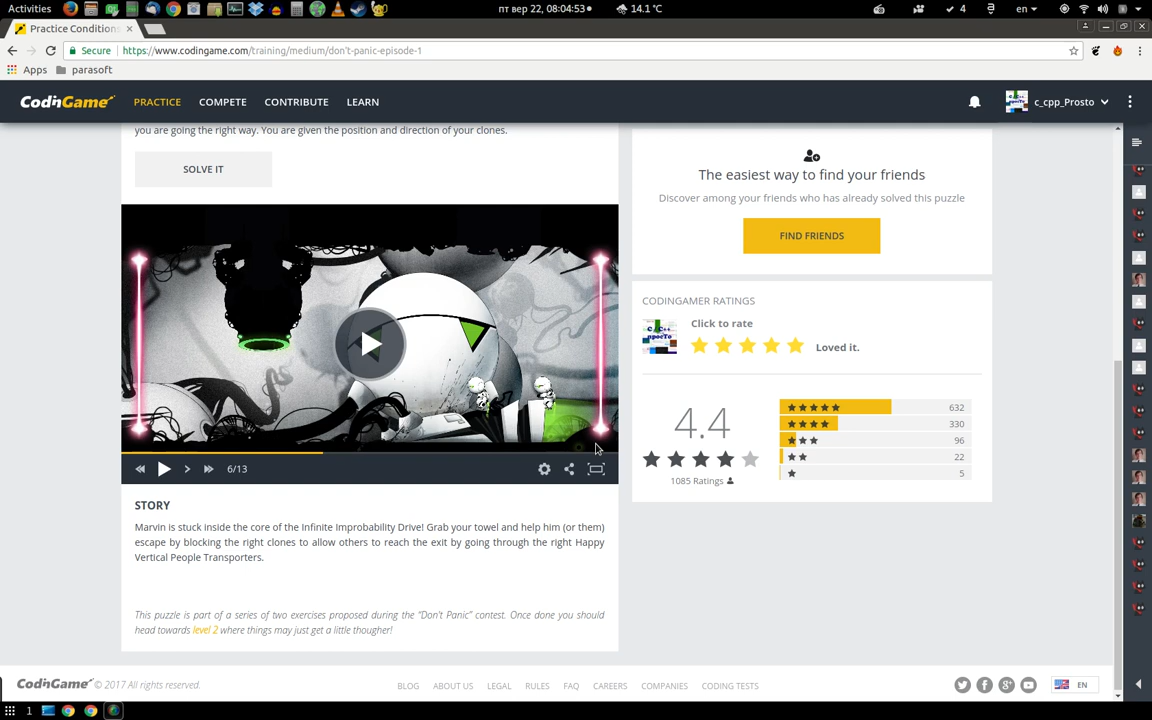 Activities
пт вер 22, 08:04:53
14.1 °C
4
en
Practice Condition
Secure
https://www.codingame.com/training/medium/don't-panic-episode-1
Apps
parasoft
CodinGame
PRACTICE
COMPETE
CONTRIBUTE
LEARN
c_cpp_Prosto
you are going the right way. You are given the position and direction of your clones.
SOLVE IT
6/13
STORY
Marvin is stuck inside the core of the Infinite Improbability Drive! Grab your towel and help him (or them)
escape by blocking the right clones to allow others to reach the exit by going through the right Happy
Vertical People Transporters.
This puzzle is part of a series of two exercises proposed during the "Don't Panic" contest. Once done you should
head towards level 2 where things may just get a little thougher!
The easiest way to find your friends
Discover among your friends who has already solved this puzzle
FIND FRIENDS
CODINGAMER RATINGS
Click to rate
Loved it.
4.4
1085 Ratings
632
330
96
22
5
CodinGame © 2017 All rights reserved.
BLOG
ABOUT US
LEGAL
RULES
FAQ
CAREERS
COMPANIES
CODING TESTS
EN
1